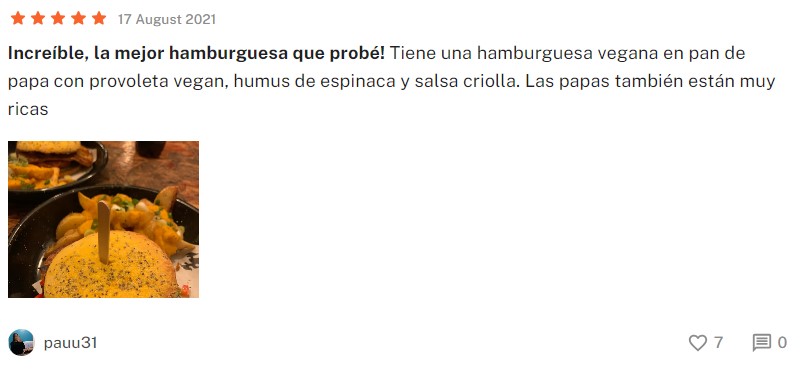 17 August 2021
Increíble, la mejor hamburguesa que probé! Tiene una hamburguesa vegana en pan de
papa con provoleta vegan, humus de espinaca y salsa criolla. Las papas también están muy
ricas
pauu31
7
0